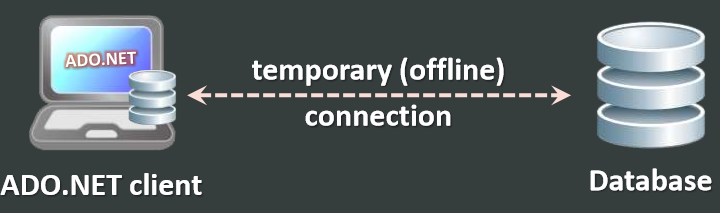 ADO.NET
temporary (offline)
connection
ADO.NET client
Database